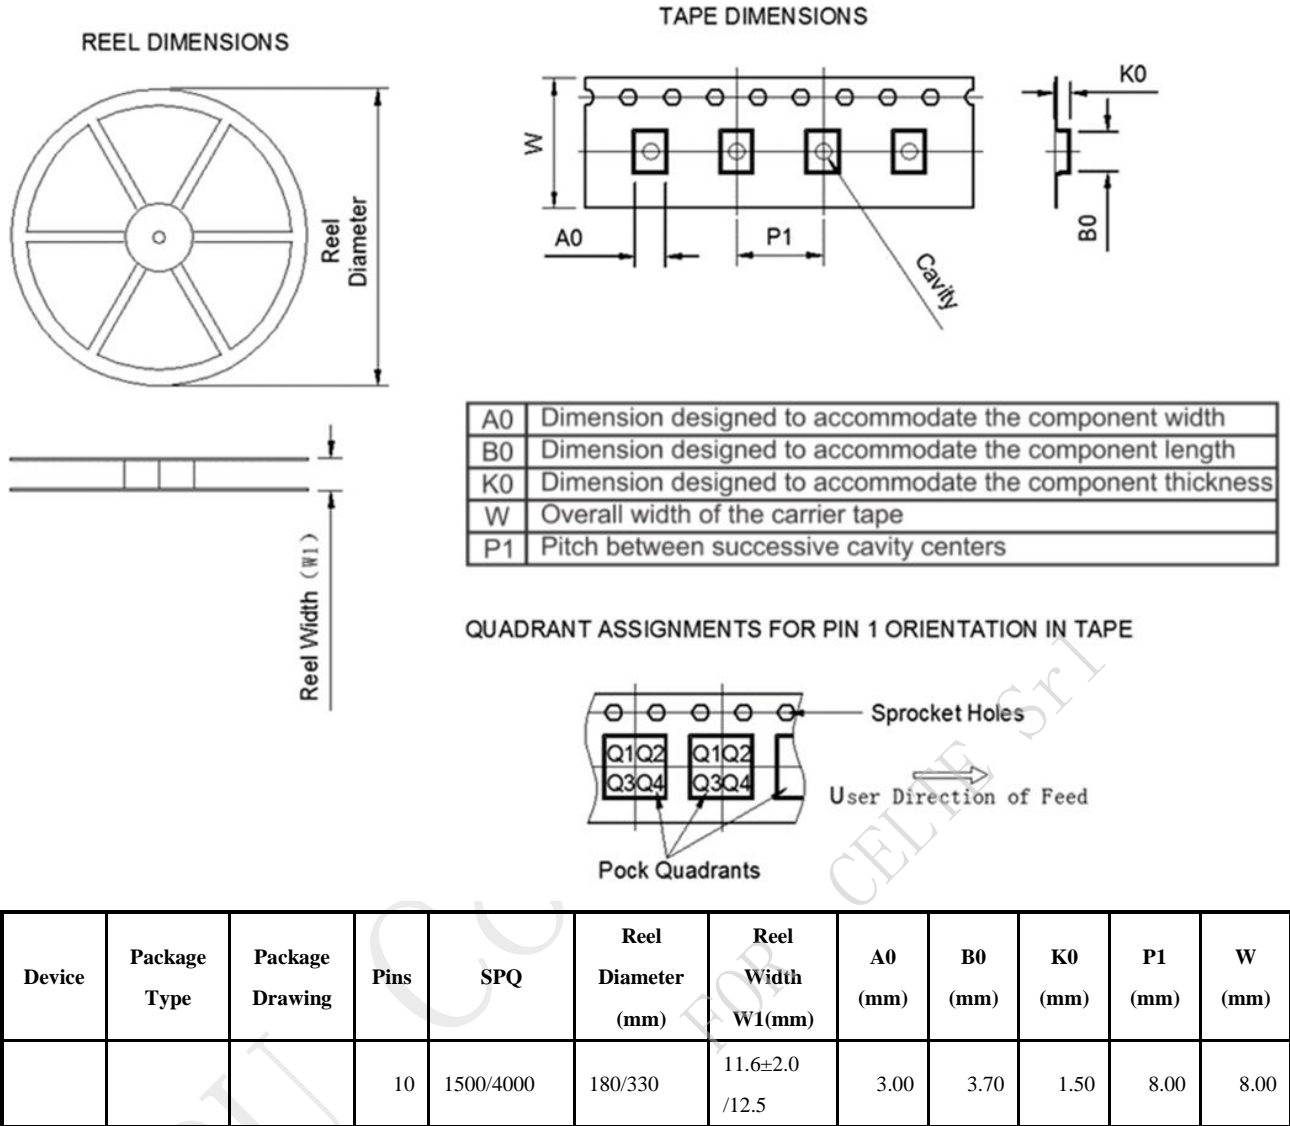 REEL DIMENSIONS
TAPE DIMENSIONS
Reel
Diameter
Reel Width (W1)
W
A0
P1
Cavity
K0
B0
A0 Dimension designed to accommodate the component width
B0 Dimension designed to accommodate the component length
K0 Dimension designed to accommodate the component thickness
W Overall width of the carrier tape
P1 Pitch between successive cavity centers
QUADRANT ASSIGNMENTS FOR PIN 1 ORIENTATION IN TAPE
Sprocket Holes
Q1 Q2 Q1 Q2
Q3 Q4 Q3 Q4
User Direction of Feed
Pock Quadrants
Device Package Type Package Drawing Pins SPQ Reel Diameter (mm) Reel Width W1(mm) A0 (mm) B0 (mm) K0 (mm) P1 (mm) W (mm)
10 1500/4000 180/330 11.6±2.0 /12.5 3.00 3.70 1.50 8.00 8.00
FOR CELTE Srl